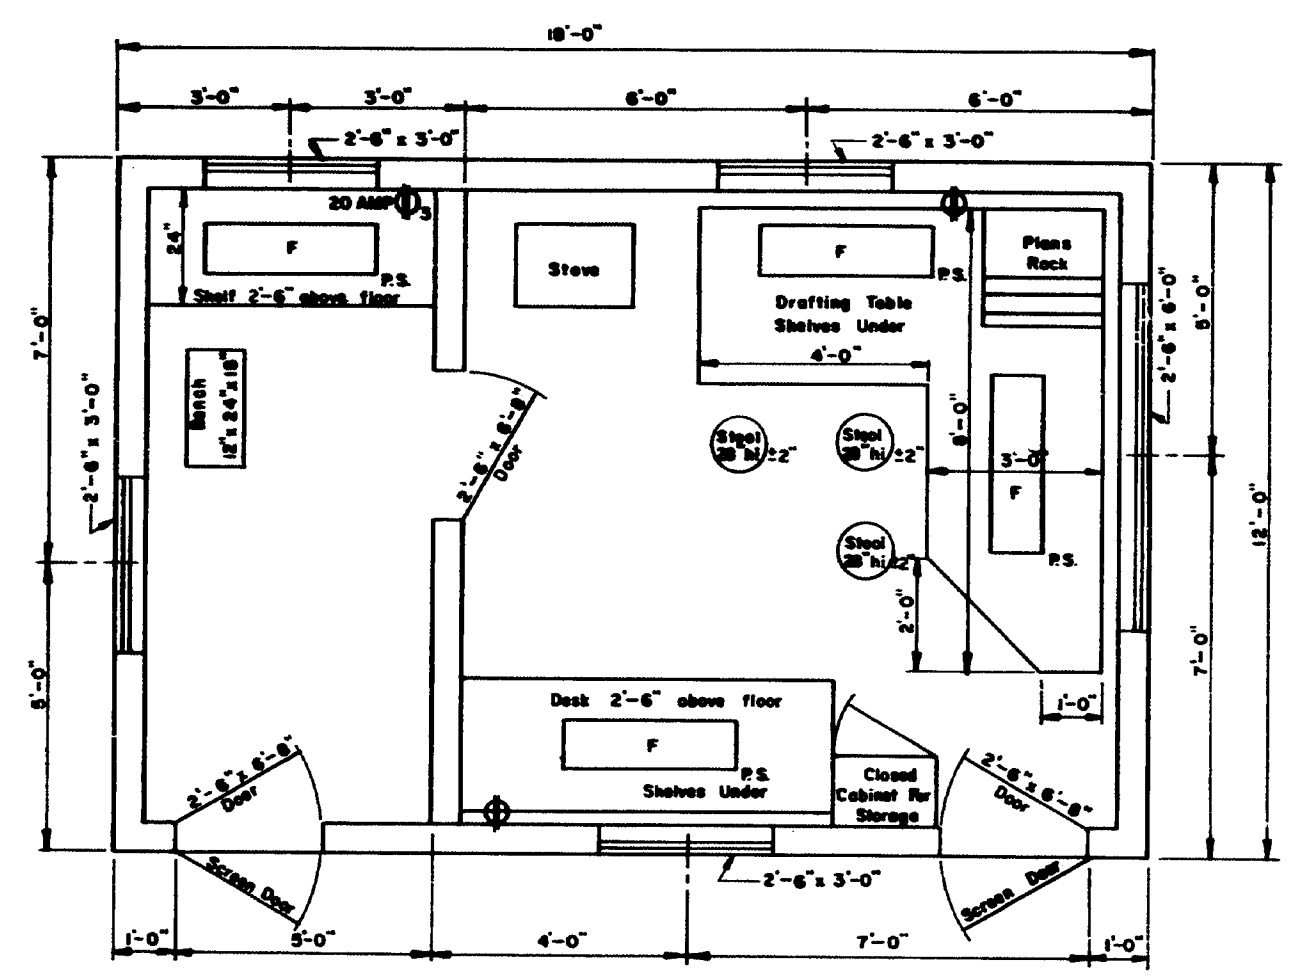 18'-0"
3'-0" 3'-0" 6'-0" 6'-0"
2'-6" x 3'-0" 2'-6" x 3'-0"
20 AMP 3
24"
F
P.S.
Shelf 2'-6" above floor
Stove
F
P.S.
Drafting Table
Shelves Under
4'-0"
Plans
Rack
7'-0"
2'-6" x 3'-0"
Bench
12" x 24" x 18"
2'-6" x 6'-8"
Door
Stool
28" hi ±2"
Stool
28" hi ±2"
Stool
28" hi ±2"
8'-0"
3'-0"
F
P.S.
2'-6" x 6'-0"
5'-0"
12'-0"
2'-0"
1'-0"
7'-0"
5'-0"
Desk 2'-6" above floor
F
P.S.
Shelves Under
Closed
Cabinet For
Storage
2'-6" x 6'-8"
Door
2'-6" x 6'-8"
Door
Screen Door
Screen Door
2'-6" x 3'-0"
1'-0" 5'-0" 4'-0" 7'-0" 1'-0"